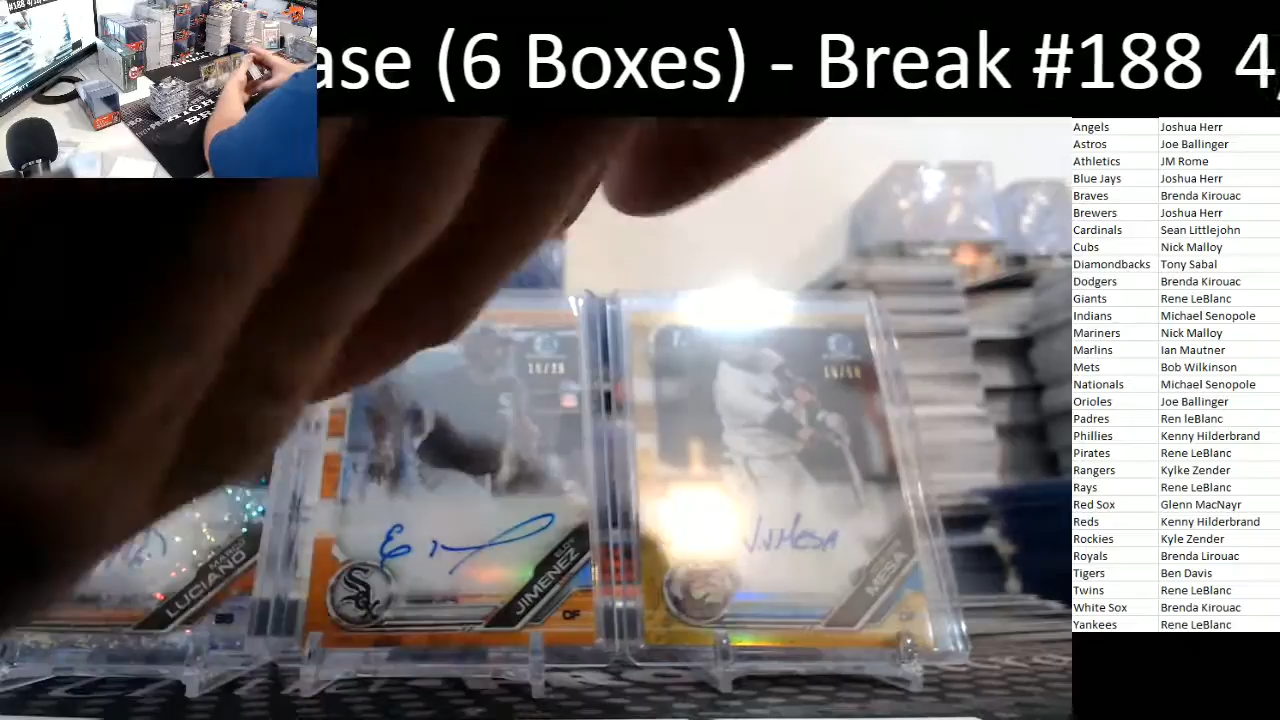 ase (6 Boxes) - Break #188 4/
Angels Joshua Herr
Astros Joe Ballinger
Athletics JM Rome
Blue Jays Joshua Herr
Braves Brenda Kirouac
Brewers Joshua Herr
Cardinals Sean Littlejohn
Cubs Nick Malloy
Diamondbacks Tony Sabal
Dodgers Brenda Kirouac
Giants Rene LeBlanc
Indians Michael Senopole
Mariners Nick Malloy
Marlins Ian Mautner
Mets Bob Wilkinson
Nationals Michael Senopole
Orioles Joe Ballinger
Padres Ren leBlanc
Phillies Kenny Hilderbrand
Pirates Rene LeBlanc
Rangers Kylke Zender
Rays Rene LeBlanc
Red Sox Glenn MacNayr
Reds Kenny Hilderbrand
Rockies Kyle Zender
Royals Brenda Lirouac
Tigers Ben Davis
Twins Rene LeBlanc
White Sox Brenda Kirouac
Yankees Rene LeBlanc
MARCO
LUCIANO
ELOY
JIMENEZ
OF
J.J Mesa
MESA
OF